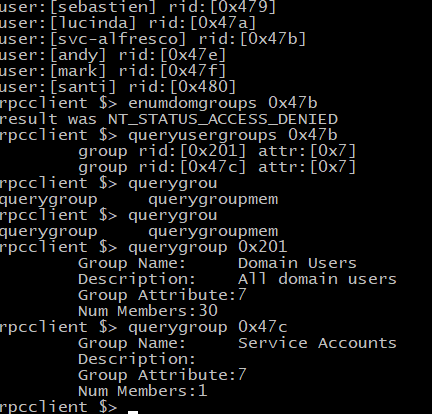 user:[sebastien] rid:[0x479]
user:[lucinda] rid:[0x47a]
user:[svc-alfresco] rid:[0x47b]
user:[andy] rid:[0x47e]
user:[mark] rid:[0x47f]
user:[santi] rid:[0x480]
rpcclient $> enumdomgroups 0x47b
result was NT_STATUS_ACCESS_DENIED
rpcclient $> queryusergroups 0x47b
        group rid:[0x201] attr:[0x7]
        group rid:[0x47c] attr:[0x7]
rpcclient $> querygrou
querygroup     querygroupmem
rpcclient $> querygrou
querygroup     querygroupmem
rpcclient $> querygroup 0x201
        Group Name:     Domain Users
        Description:    All domain users
        Group Attribute:7
        Num Members:30
rpcclient $> querygroup 0x47c
        Group Name:     Service Accounts
        Description:
        Group Attribute:7
        Num Members:1
rpcclient $>